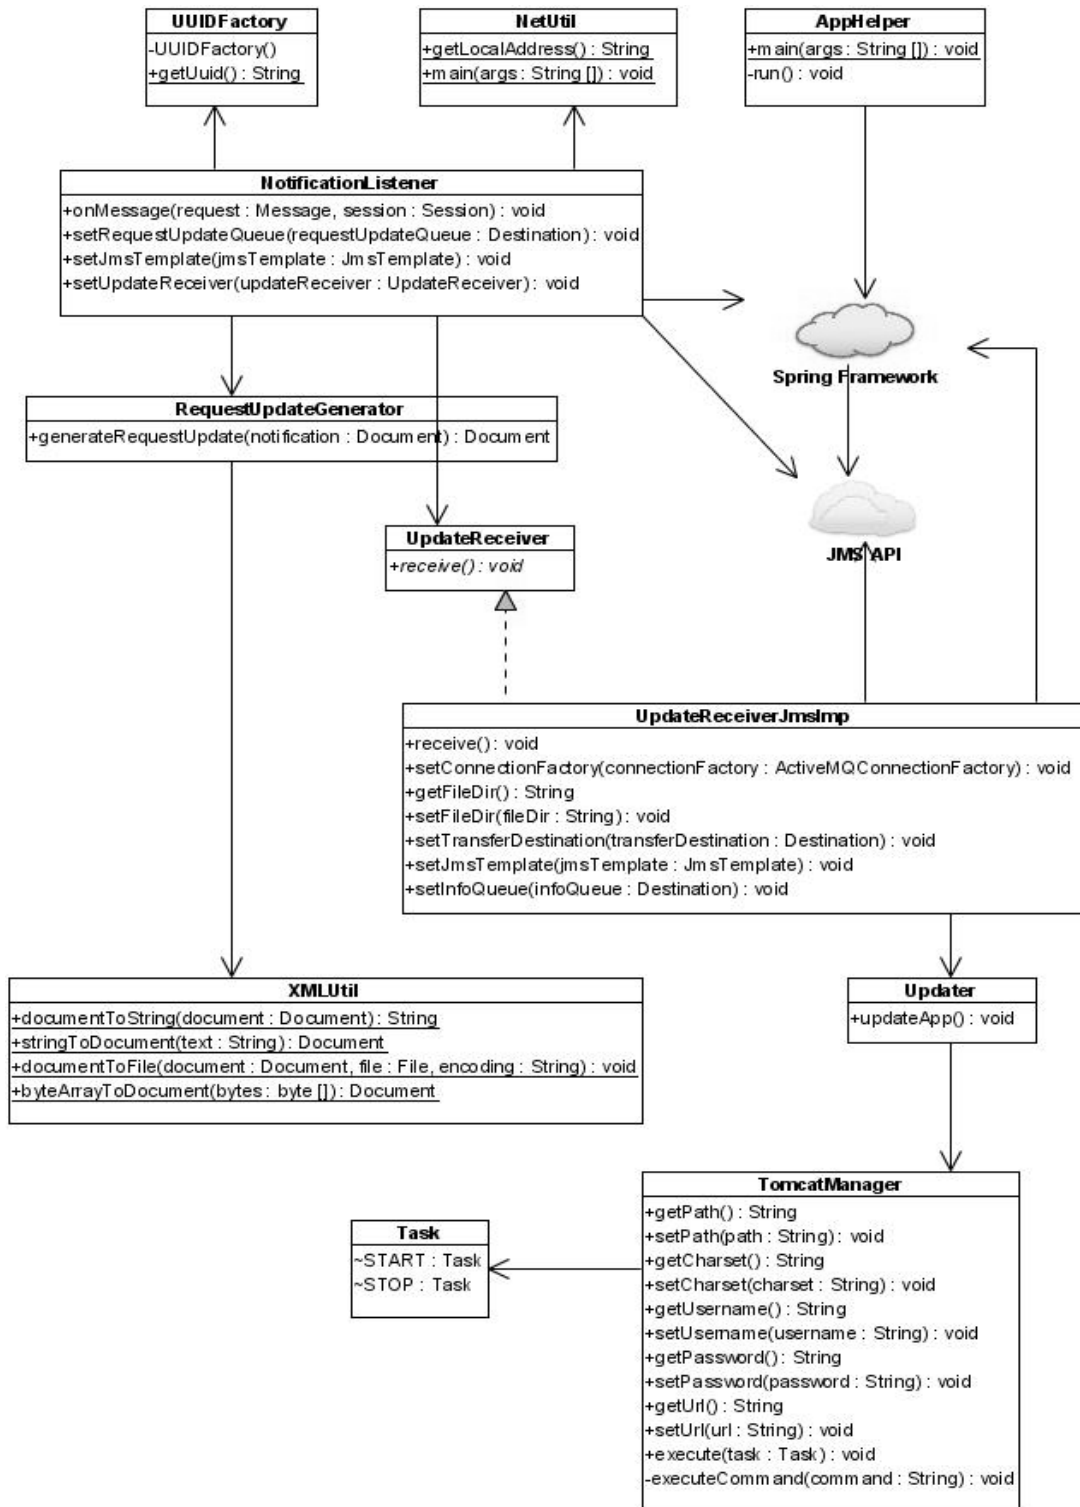 UUIDFactory
-UUIDFactory()
+getUuid() : String
NetUtil
+getLocalAddress() : String
+main(args : String []) : void
AppHelper
+main(args : String []) : void
-run() : void
NotificationListener
+onMessage(request : Message, session : Session) : void
+setRequestUpdateQueue(requestUpdateQueue : Destination) : void
+setJmsTemplate(jmsTemplate : JmsTemplate) : void
+setUpdateReceiver(updateReceiver : UpdateReceiver) : void
Spring Framework
RequestUpdateGenerator
+generateRequestUpdate(notification : Document) : Document
JMS API
UpdateReceiver
+receive() : void
UpdateReceiverJmsImp
+receive() : void
+setConnectionFactory(connectionFactory : ActiveMQConnectionFactory) : void
+getFileDir() : String
+setFileDir(fileDir : String) : void
+setTransferDestination(transferDestination : Destination) : void
+setJmsTemplate(jmsTemplate : JmsTemplate) : void
+setInfoQueue(infoQueue : Destination) : void
XMLUtil
+documentToString(document : Document) : String
+stringToDocument(text : String) : Document
+documentToFile(document : Document, file : File, encoding : String) : void
+byteArrayToDocument(bytes : byte []) : Document
Updater
+updateApp() : void
Task
~START : Task
~STOP : Task
TomcatManager
+getPath() : String
+setPath(path : String) : void
+getCharset() : String
+setCharset(charset : String) : void
+getUsername() : String
+setUsername(username : String) : void
+getPassword() : String
+setPassword(password : String) : void
+getUrl() : String
+setUrl(url : String) : void
+execute(task : Task) : void
-executeCommand(command : String) : void